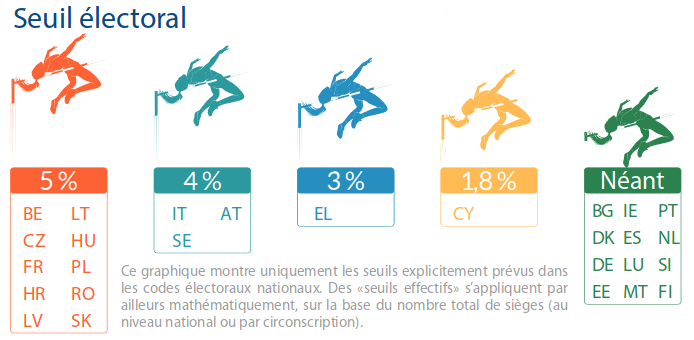 Seuil électoral
5 %
BE LT
CZ HU
FR PL
HR RO
LV SK
4 %
IT AT
SE
3 %
EL
1,8 %
CY
Néant
BG IE PT
DK ES NL
DE LU SI
EE MT FI
Ce graphique montre uniquement les seuils explicitement prévus dans
les codes électoraux nationaux. Des «seuils effectifs» s’appliquent par
ailleurs mathématiquement, sur la base du nombre total de sièges (au
niveau national ou par circonscription).